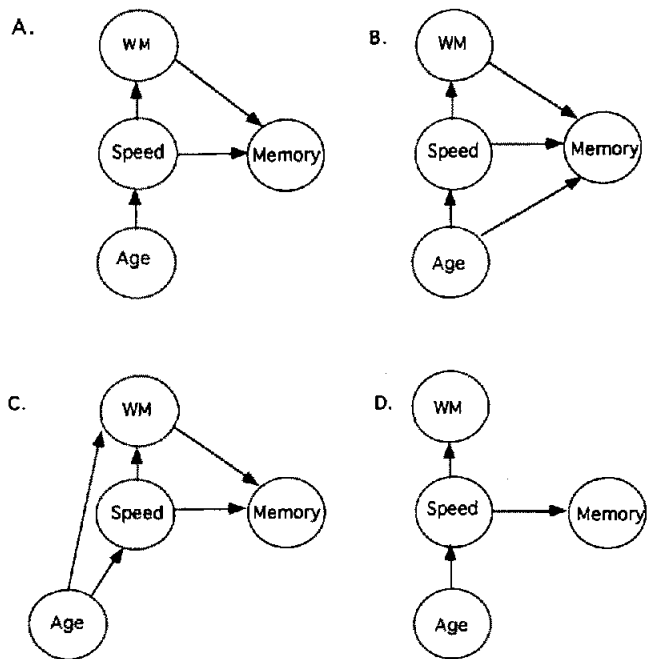 A.
WM
Speed
Memory
Age
B.
WM
Speed
Memory
Age
C.
WM
Speed
Memory
Age
D.
WM
Speed
Memory
Age